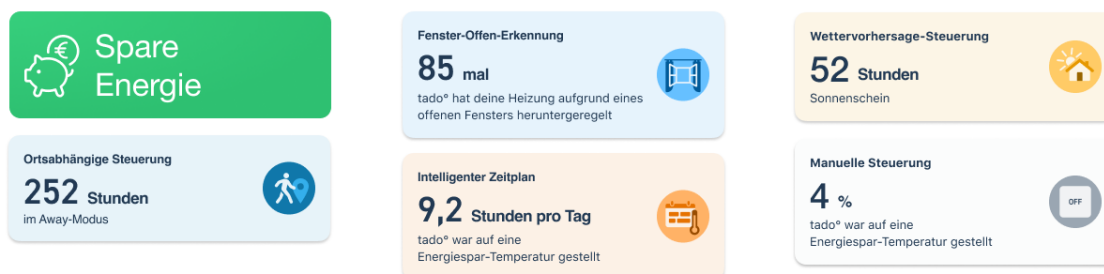 Spare
Energie
Ortsabhängige Steuerung
252 Stunden
im Away-Modus
Fenster-Offen-Erkennung
85 mal
tado° hat deine Heizung aufgrund eines
offenen Fensters heruntergeregelt
Intelligenter Zeitplan
9,2 Stunden pro Tag
tado° war auf eine
Energiespar-Temperatur gestellt
Wettervorhersage-Steuerung
52 Stunden
Sonnenschein
Manuelle Steuerung
4 %
tado° war auf eine
Energiespar-Temperatur gestellt
OFF